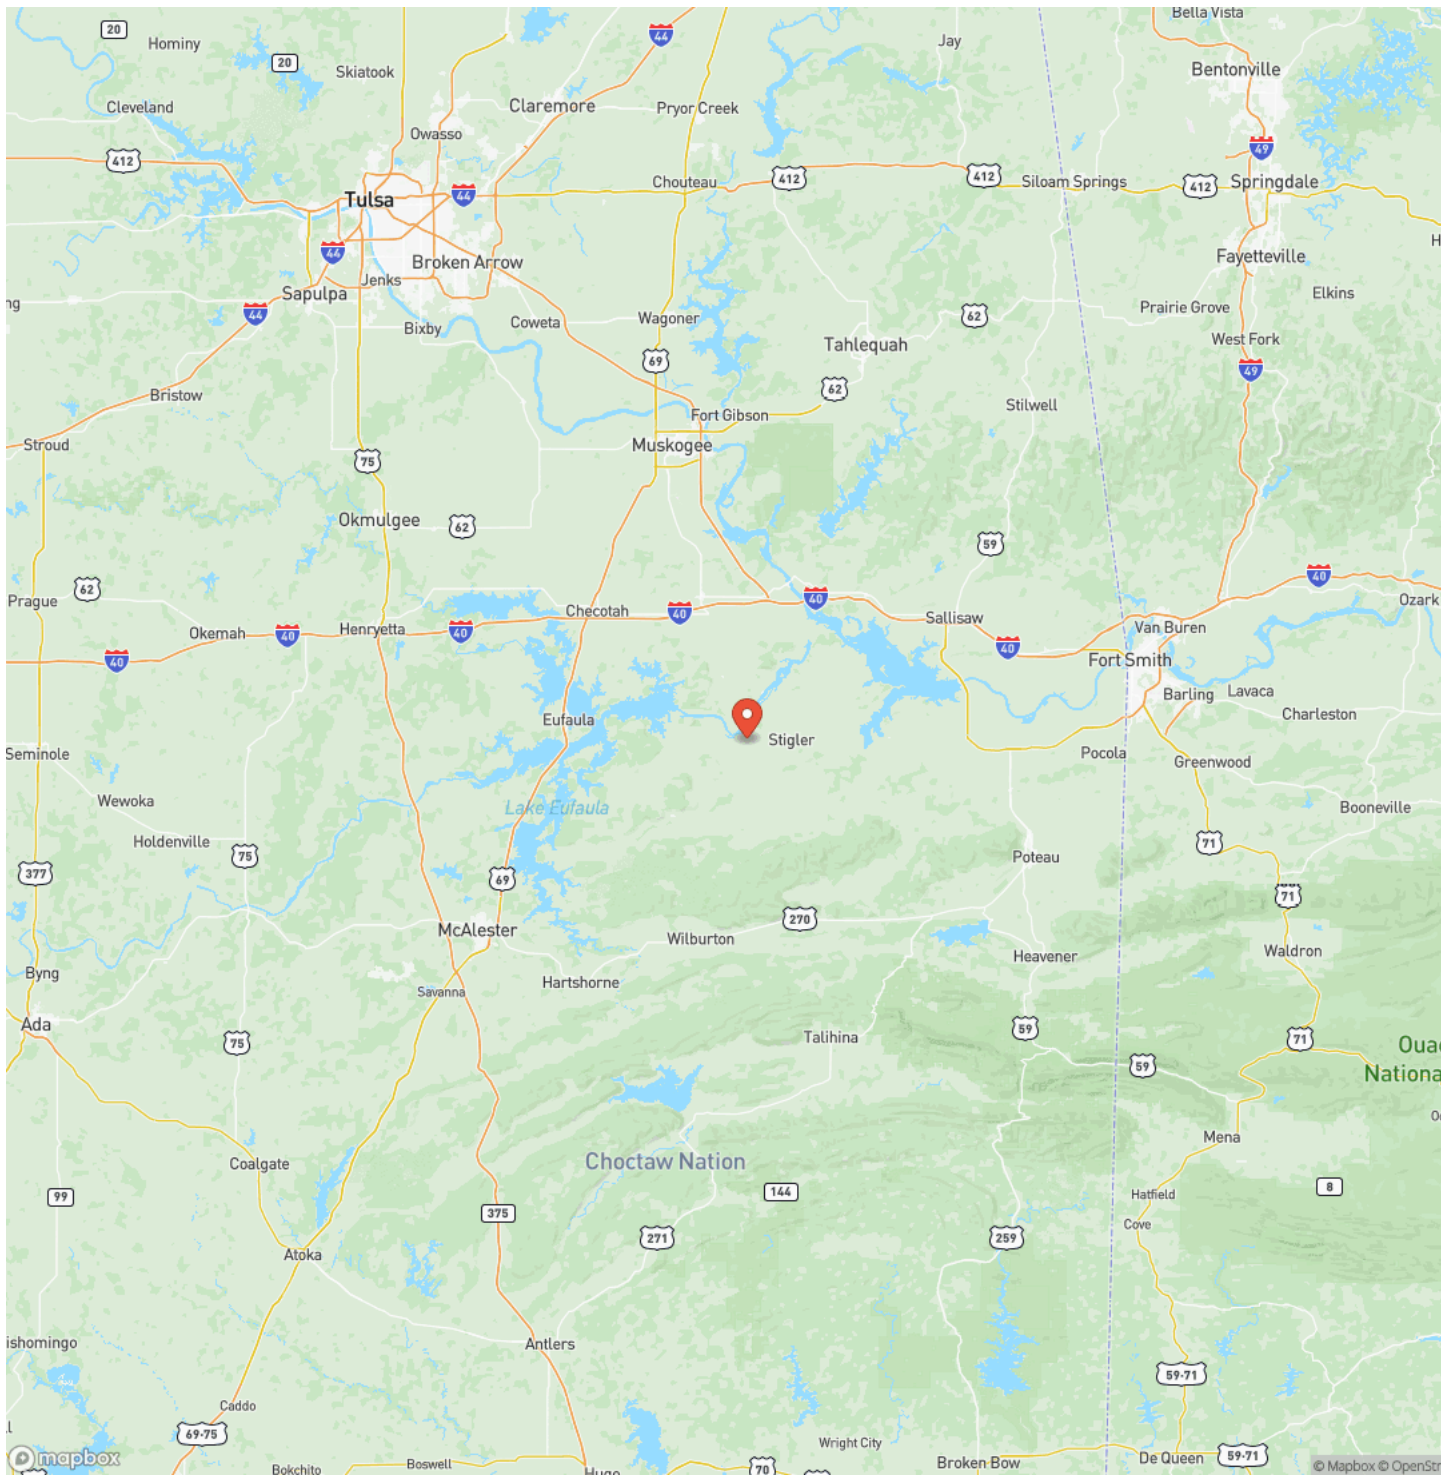 Bella Vista
20
Hominy
44
Jay
20
Skiatook
Bentonville
Cleveland
Claremore
Pryor Creek
Owasso
412
49
412
412
Chouteau
Siloam Springs
412
Springdale
Tulsa
44
44
Broken Arrow
Fayetteville
Jenks
Sapulpa
Elkins
ng
44
Bixby
Coweta
Wagoner
62
Prairie Grove
West Fork
Tahlequah
69
49
62
Bristow
Stilwell
Fort Gibson
Stroud
Muskogee
75
Okmulgee
62
59
62
40
Prague
Checotah
40
40
Ozark
Okemah
40
Henryetta
40
Sallisaw
40
Van Buren
40
Fort Smith
Barling
Lavaca
Charleston
Eufaula
Stigler
Seminole
Pocola
Greenwood
Wewoka
Lake Eufaula
Booneville
Holdenville
75
71
Poteau
377
69
71
270
McAlester
Wilburton
Waldron
Heavener
Byng
Hartshorne
Savanna
Ada
59
Talihina
75
71
Ouac
Nationa
59
Mena
Choctaw Nation
Coalgate
8
99
144
Hatfield
375
Cove
271
259
Atoka
ishomingo
Antlers
59-71
Caddo
69-75
Wright City
mapbox
Bokchito
Boswell
Hugo
70
Broken Bow
De Queen
59-71
© Mapbox © OpenStr